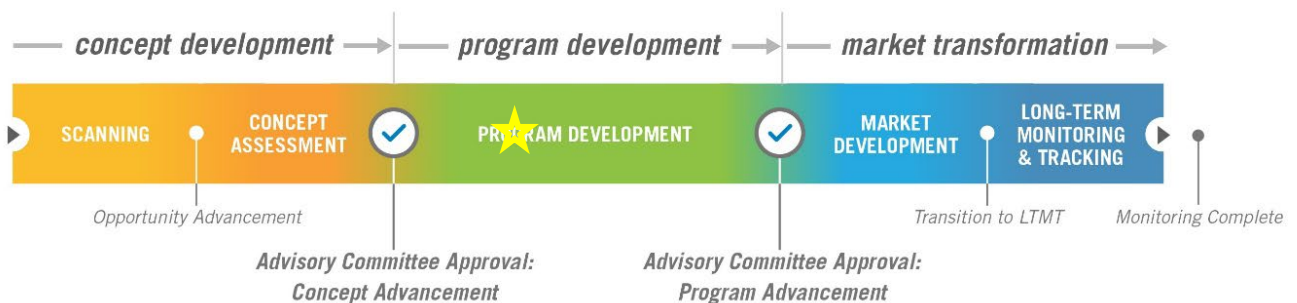 concept development
program development
market transformation
SCANNING
CONCEPT
ASSESSMENT
PROGRAM DEVELOPMENT
MARKET
DEVELOPMENT
LONG-TERM
MONITORING
& TRACKING
Opportunity Advancement
Transition to LTMT
Monitoring Complete
Advisory Committee Approval:
Concept Advancement
Advisory Committee Approval:
Program Advancement